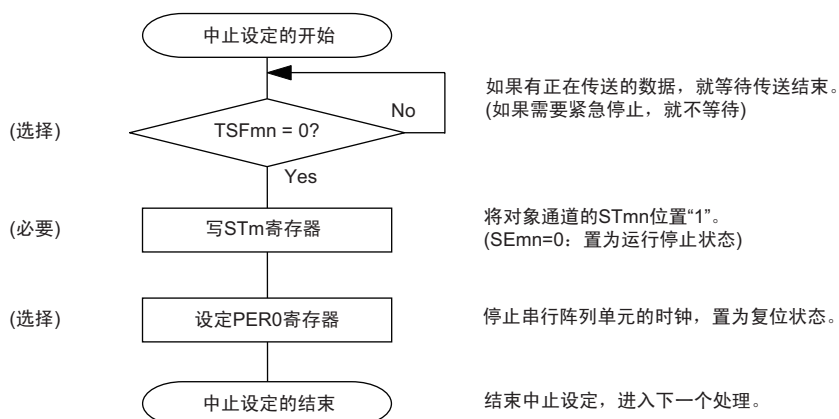 中止设定的开始
如果有正在传送的数据，就等待传送结束。
(如果需要紧急停止，就不等待)
No
(选择)
TSFmn = 0?
Yes
(必要)
写STm寄存器
将对象通道的STmn位置“1”。
(SEmn=0：置为运行停止状态)
(选择)
设定PER0寄存器
停止串行阵列单元的时钟，置为复位状态。
中止设定的结束
结束中止设定，进入下一个处理。